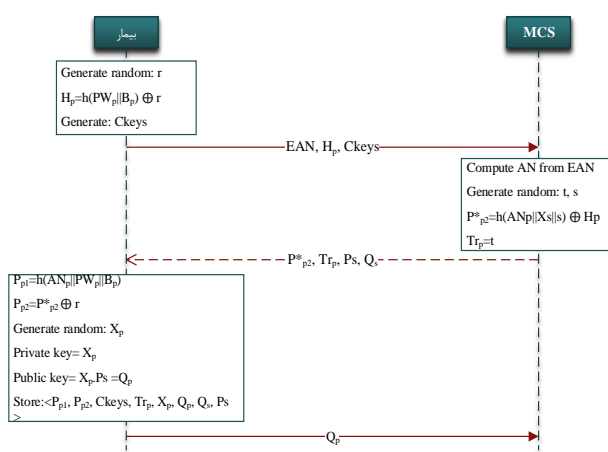 بیمار
MCS
Generate random: r
Hₚ=h(PWₚ||Bₚ) ⊕ r
Generate: Ckeys
EAN, Hₚ, Ckeys
Compute AN from EAN
Generate random: t, s
P*ₚ₂=h(ANp||Xs||s) ⊕ Hp
Trₚ=t
P*ₚ₂, Trₚ, Ps, Qₛ
Pₚ₁=h(ANₚ||PWₚ||Bₚ)
Pₚ₂=P*ₚ₂ ⊕ r
Generate random: Xₚ
Private key= Xₚ
Public key= Xₚ.Ps =Qₚ
Store:<Pₚ₁, Pₚ₂, Ckeys, Trₚ, Xₚ, Qₚ, Qₛ, Ps
>
Qₚ